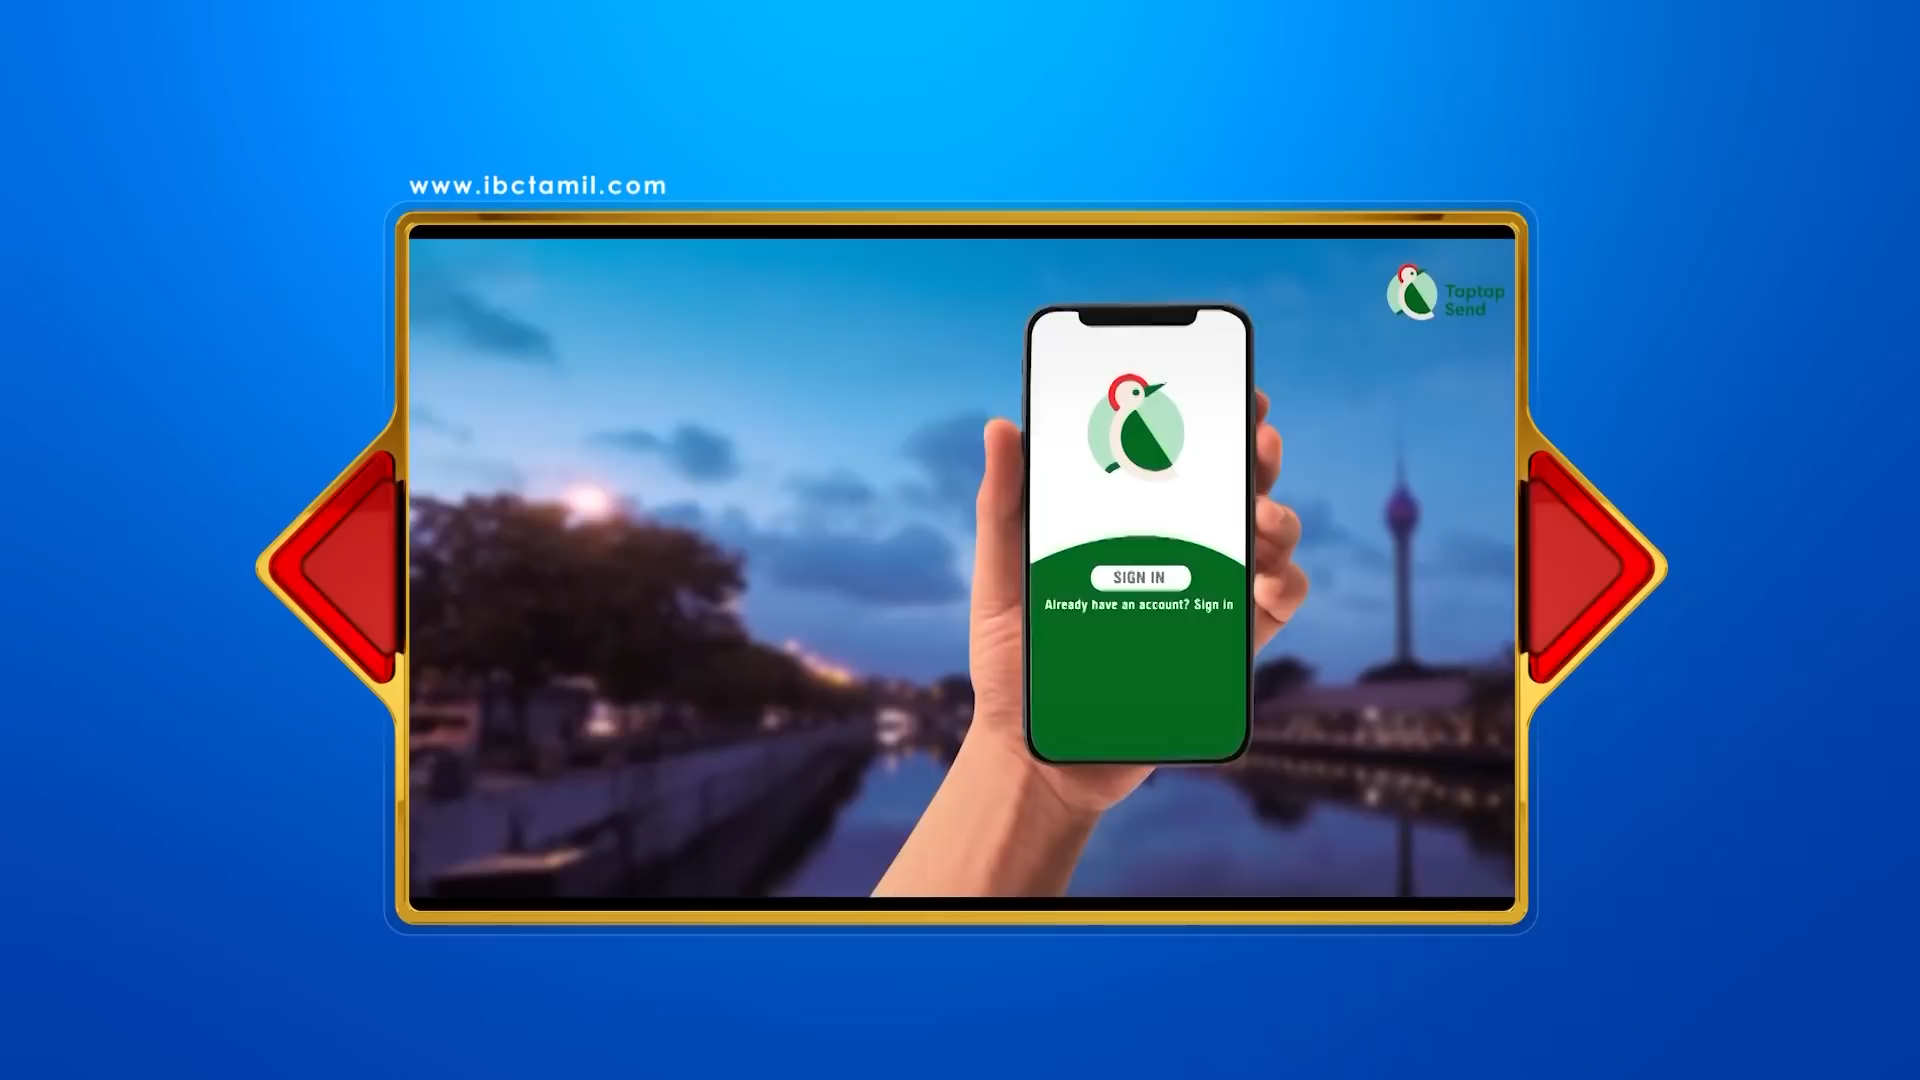 www.ibctamil.com
Taptap
Send
SIGN IN
Already have an account? Sign in